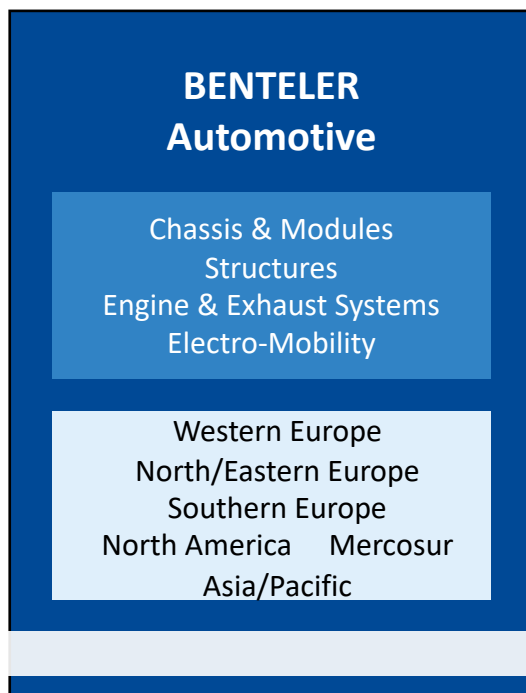 BENTELER
Automotive
Chassis & Modules
Structures
Engine & Exhaust Systems
Electro-Mobility
Western Europe
North/Eastern Europe
Southern Europe
North America Mercosur
Asia/Pacific